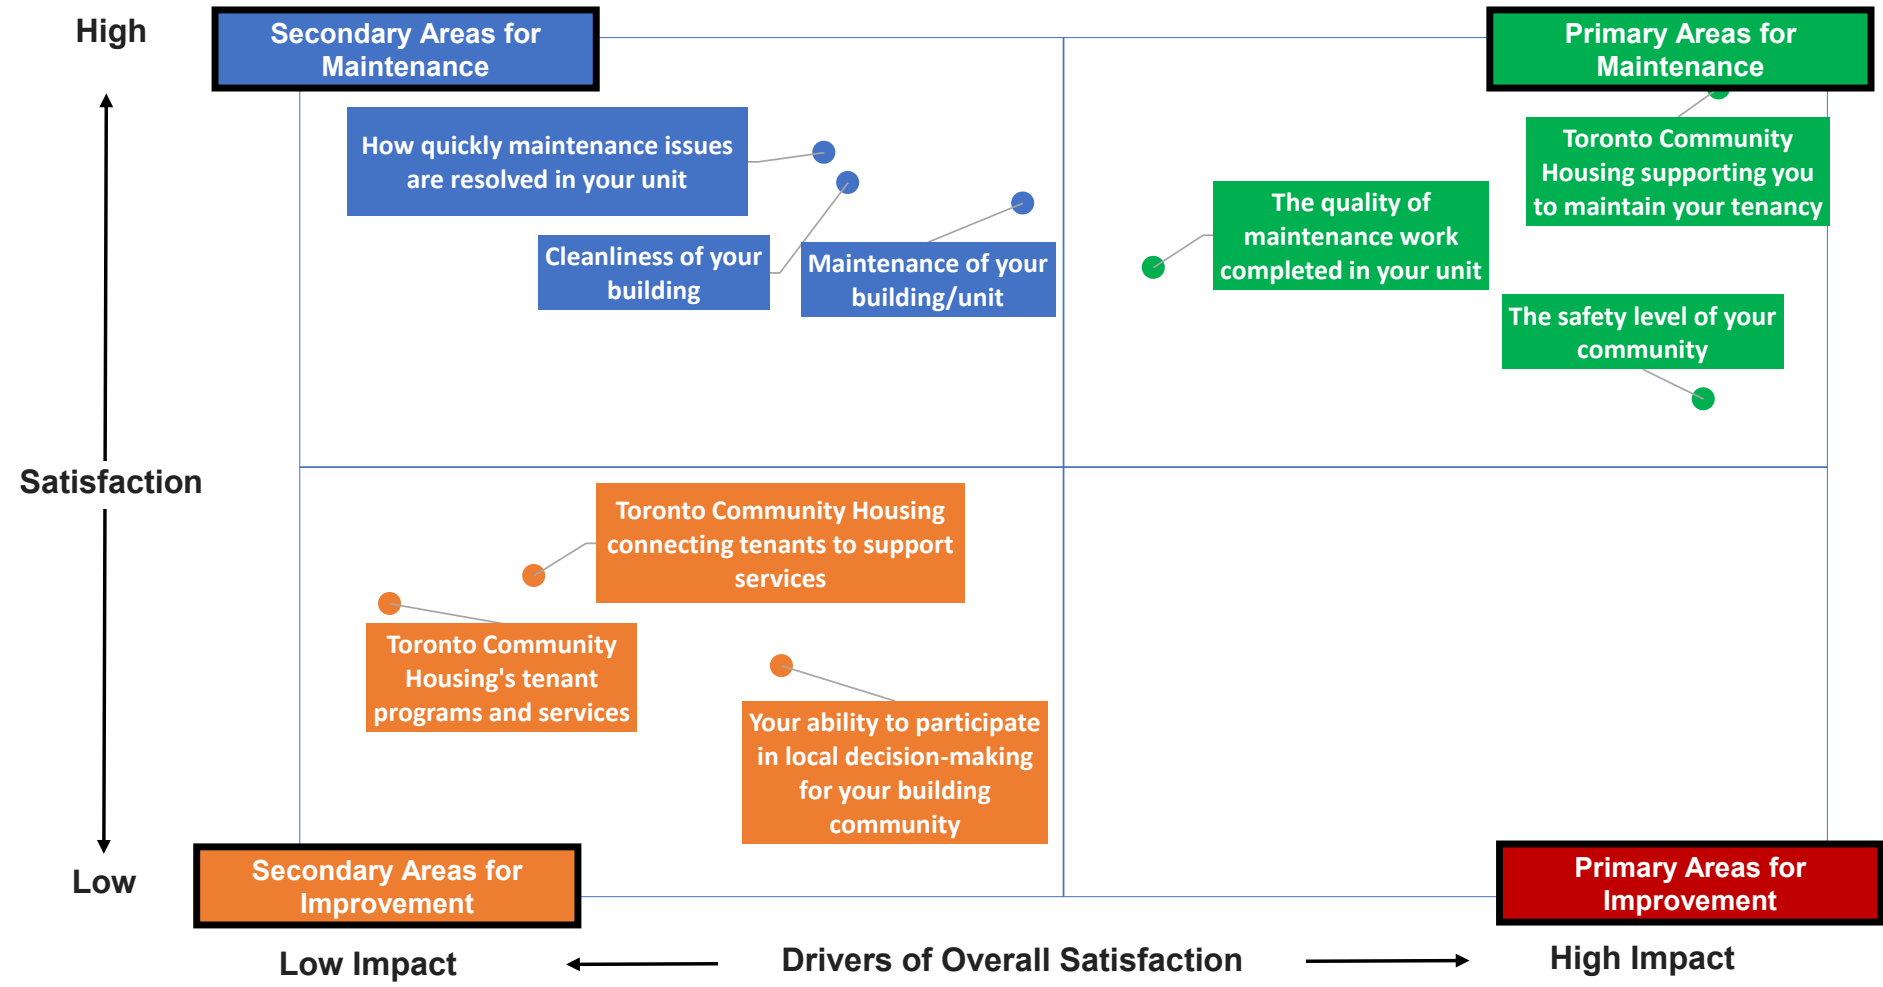 High
Secondary Areas for
Maintenance
Primary Areas for
Maintenance
How quickly maintenance issues
are resolved in your unit
Cleanliness of your
building
Maintenance of your
building/unit
The quality of
maintenance work
completed in your unit
Toronto Community
Housing supporting you
to maintain your tenancy
The safety level of your
community
Satisfaction
Toronto Community Housing
connecting tenants to support
services
Toronto Community
Housing's tenant
programs and services
Your ability to participate
in local decision-making
for your building
community
Low
Secondary Areas for
Improvement
Primary Areas for
Improvement
Low Impact
Drivers of Overall Satisfaction
High Impact